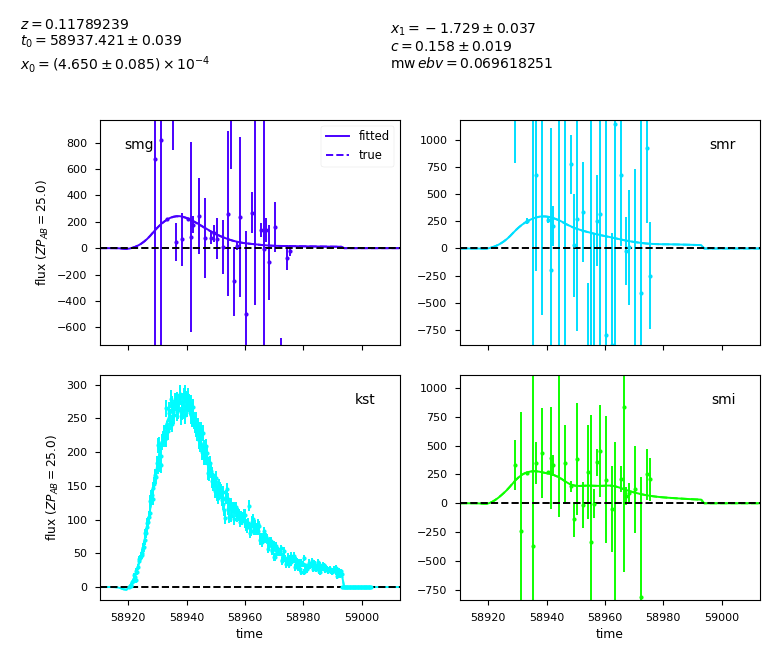 z = 0.11789239
t₀ = 58937.421 ± 0.039
x₀ = (4.650 ± 0.085) × 10⁻⁴
x₁ = −1.729 ± 0.037
c = 0.158 ± 0.019
mw ebv = 0.069618251
smg
fitted
true
800
600
400
200
0
−200
−400
−600
flux (ZP_AB = 25.0)
smr
1000
750
500
250
0
−250
−500
−750
kst
300
250
200
150
100
50
0
flux (ZP_AB = 25.0)
58920 58940 58960 58980 59000
time
smi
1000
750
500
250
0
−250
−500
−750
58920 58940 58960 58980 59000
time